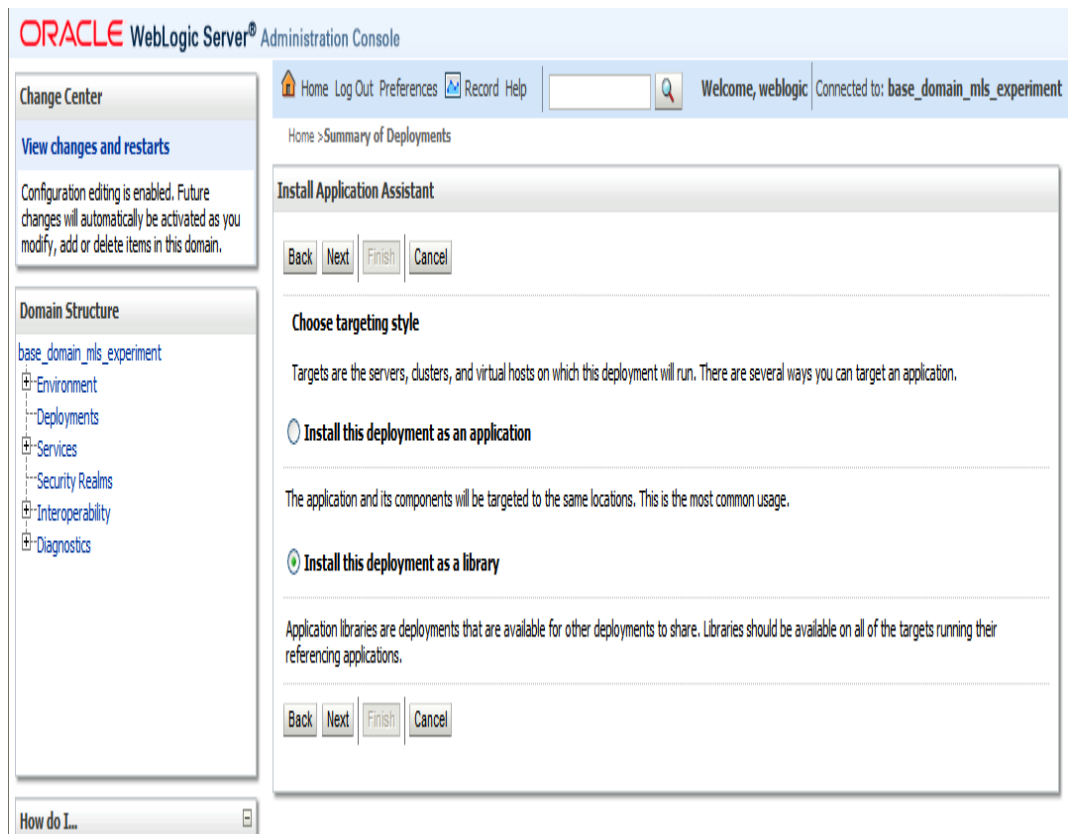 ORACLE WebLogic Server® Administration Console
Change Center
View changes and restarts
Configuration editing is enabled. Future
changes will automatically be activated as you
modify, add or delete items in this domain.
Domain Structure
base_domain_mls_experiment
Environment
Deployments
Services
Security Realms
Interoperability
Diagnostics
How do I...
Home Log Out Preferences Record Help
Welcome, weblogic Connected to: base_domain_mls_experiment
Home >Summary of Deployments
Install Application Assistant
Back Next Finish Cancel
Choose targeting style
Targets are the servers, clusters, and virtual hosts on which this deployment will run. There are several ways you can target an application.
Install this deployment as an application
The application and its components will be targeted to the same locations. This is the most common usage.
Install this deployment as a library
Application libraries are deployments that are available for other deployments to share. Libraries should be available on all of the targets running their
referencing applications.
Back Next Finish Cancel